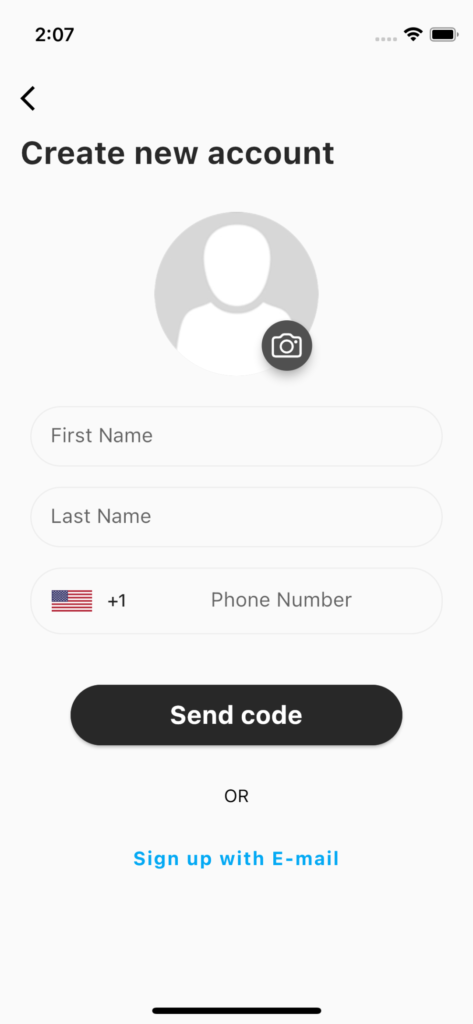 2:07
Create new account
First Name
Last Name
+1 Phone Number
Send code
OR
Sign up with E-mail